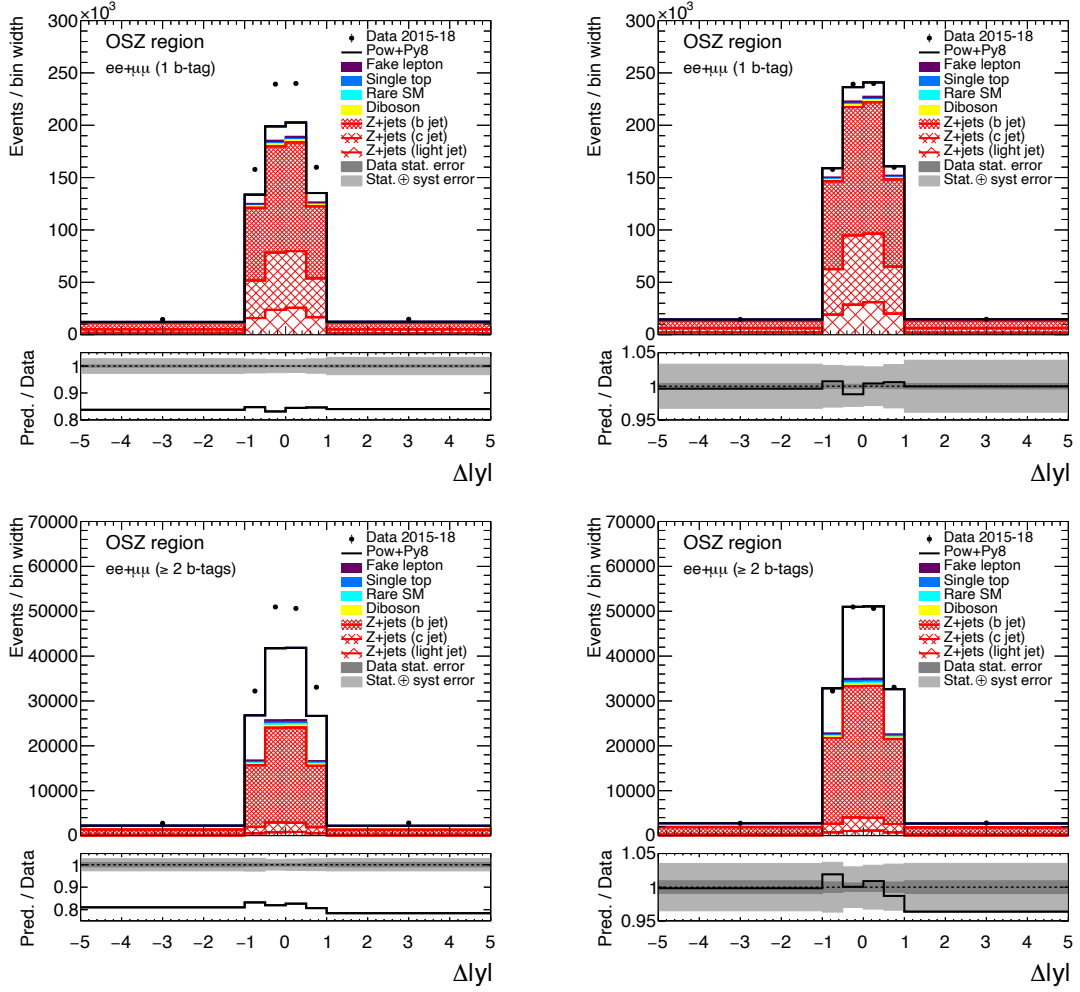 300 ×10³
OSZ region
ee+μμ (1 b-tag)
Data 2015-18
Pow+Py8
Fake lepton
Single top
Rare SM
Diboson
Z+jets (b jet)
Z+jets (c jet)
Z+jets (light jet)
Data stat. error
Stat.⊕ syst error
Events / bin width
250
200
150
100
50
0
Pred. / Data
1
0.9
0.8
−5 −4 −3 −2 −1 0 1 2 3 4 5
Δ|y|
300 ×10³
OSZ region
ee+μμ (1 b-tag)
Data 2015-18
Pow+Py8
Fake lepton
Single top
Rare SM
Diboson
Z+jets (b jet)
Z+jets (c jet)
Z+jets (light jet)
Data stat. error
Stat.⊕ syst error
Events / bin width
250
200
150
100
50
0
Pred. / Data
1.05
1
0.95
−5 −4 −3 −2 −1 0 1 2 3 4 5
Δ|y|
70000
OSZ region
ee+μμ (≥ 2 b-tags)
Data 2015-18
Pow+Py8
Fake lepton
Single top
Rare SM
Diboson
Z+jets (b jet)
Z+jets (c jet)
Z+jets (light jet)
Data stat. error
Stat.⊕ syst error
Events / bin width
60000
50000
40000
30000
20000
10000
0
Pred. / Data
1
0.9
0.8
−5 −4 −3 −2 −1 0 1 2 3 4 5
Δ|y|
70000
OSZ region
ee+μμ (≥ 2 b-tags)
Data 2015-18
Pow+Py8
Fake lepton
Single top
Rare SM
Diboson
Z+jets (b jet)
Z+jets (c jet)
Z+jets (light jet)
Data stat. error
Stat.⊕ syst error
Events / bin width
60000
50000
40000
30000
20000
10000
0
Pred. / Data
1.05
1
0.95
−5 −4 −3 −2 −1 0 1 2 3 4 5
Δ|y|